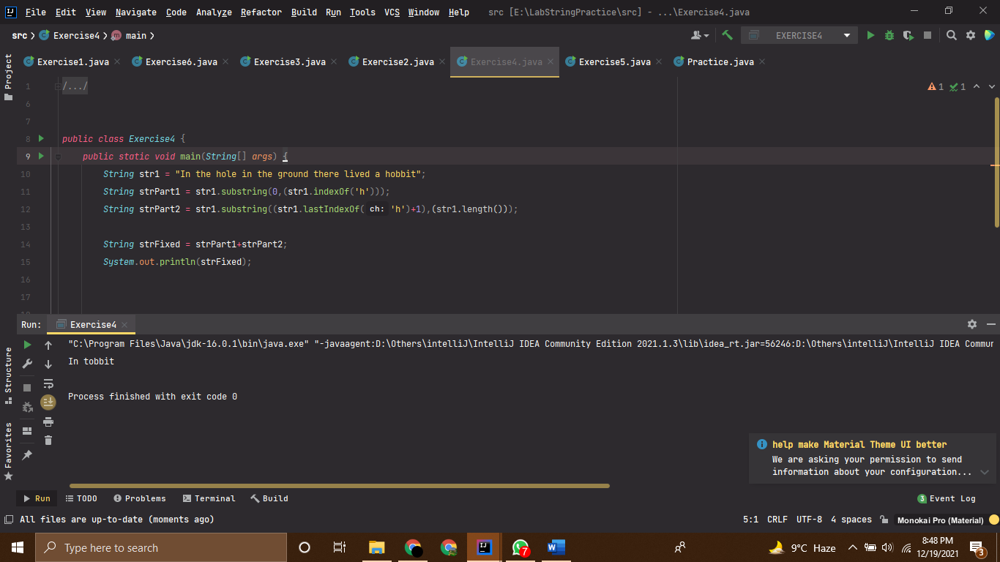 File Edit View Navigate Code Analyze Refactor Build Run Tools VCS Window Help src [E:\LabStringPractice\src] - ...\Exercise4.java
src Exercise4 main EXERCISE4
Exercise1.java Exercise6.java Exercise3.java Exercise2.java Exercise4.java Exercise5.java Practice.java
Project
1 /.../ 1 1
6
7
8 public class Exercise4 {
9 public static void main(String[] args) {
10 String str1 = "In the hole in the ground there lived a hobbit";
11 String strPart1 = str1.substring(0,(str1.indexOf('h')));
12 String strPart2 = str1.substring((str1.lastIndexOf( ch: 'h')+1),(str1.length()));
13
14 String strFixed = strPart1+strPart2;
15 System.out.println(strFixed);
16
17
Run: Exercise4
"C:\Program Files\Java\jdk-16.0.1\bin\java.exe" "-javaagent:D:\Others\intelliJ\IntelliJ IDEA Community Edition 2021.1.3\lib\idea_rt.jar=56246:D:\Others\intelliJ\IntelliJ IDEA Commun
In tobbit
Process finished with exit code 0
Structure
Favorites
help make Material Theme UI better
We are asking your permission to send
information about your configuration...
Run TODO Problems Terminal Build 3 Event Log
All files are up-to-date (moments ago) 5:1 CRLF UTF-8 4 spaces Monokai Pro (Material)
Type here to search 7 9°C Haze 8:48 PM
12/19/2021 3